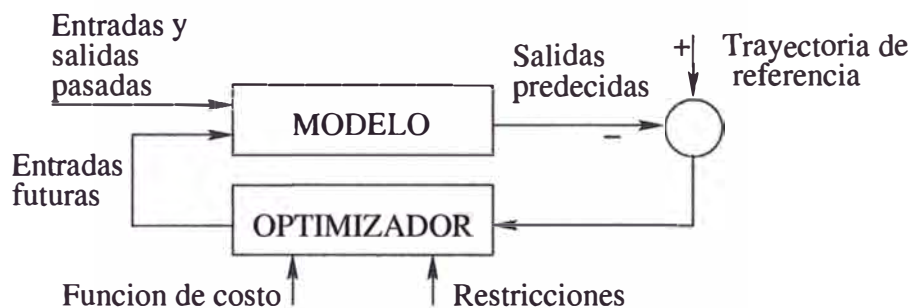 Entradas y
salidas
pasadas
Salidas
predecidas
+
Trayectoria de
referencia
MODELO
−
Entradas
futuras
OPTIMIZADOR
Funcion de costo
Restricciones